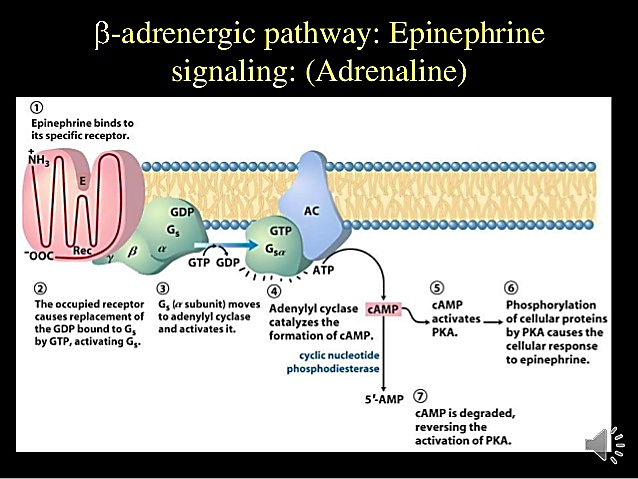 β-adrenergic pathway: Epinephrine
signaling: (Adrenaline)
①
Epinephrine binds to
its specific receptor.
+
NH₃
E
AC
GDP
Gₛ
GTP
Gₛα
⁻OOC
Rec
γ
β
α
GTP GDP
ATP
②
The occupied receptor
causes replacement of
the GDP bound to Gₛ
by GTP, activating Gₛ.
③
Gₛ (α subunit) moves
to adenylyl cyclase
and activates it.
④
Adenylyl cyclase
catalyzes the
formation of cAMP.
cAMP
⑤
cAMP
activates
PKA.
⑥
Phosphorylation
of cellular proteins
by PKA causes the
cellular response
to epinephrine.
cyclic nucleotide
phosphodiesterase
5′-AMP
⑦
cAMP is degraded,
reversing the
activation of PKA.